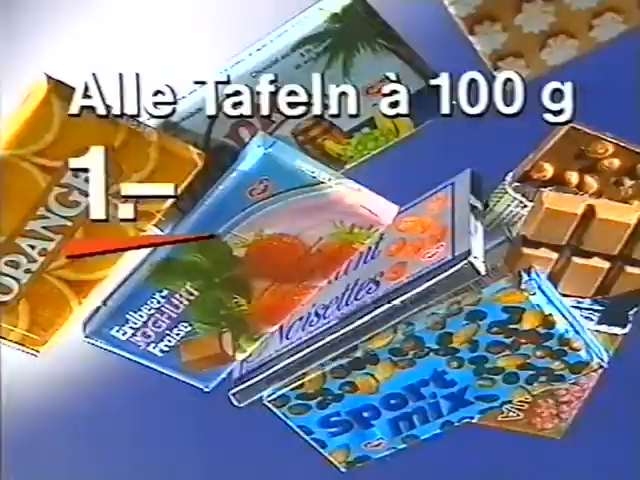 Alle Tafeln à 100 g
1.–
ORANGE
Erdbeer-
JOGHURT
Fraise
Noisettes
Sport
mix